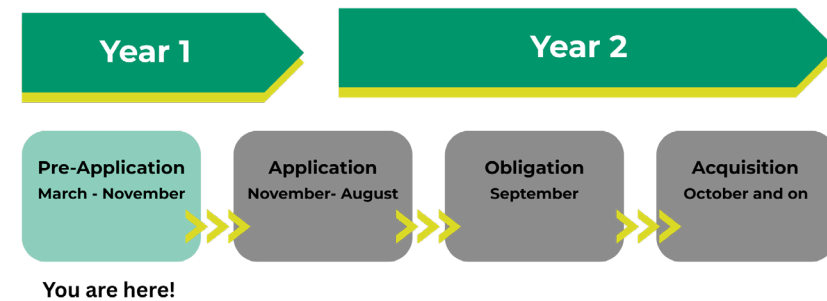 Year 1
Year 2
Pre-Application
March - November
Application
November- August
Obligation
September
Acquisition
October and on
You are here!